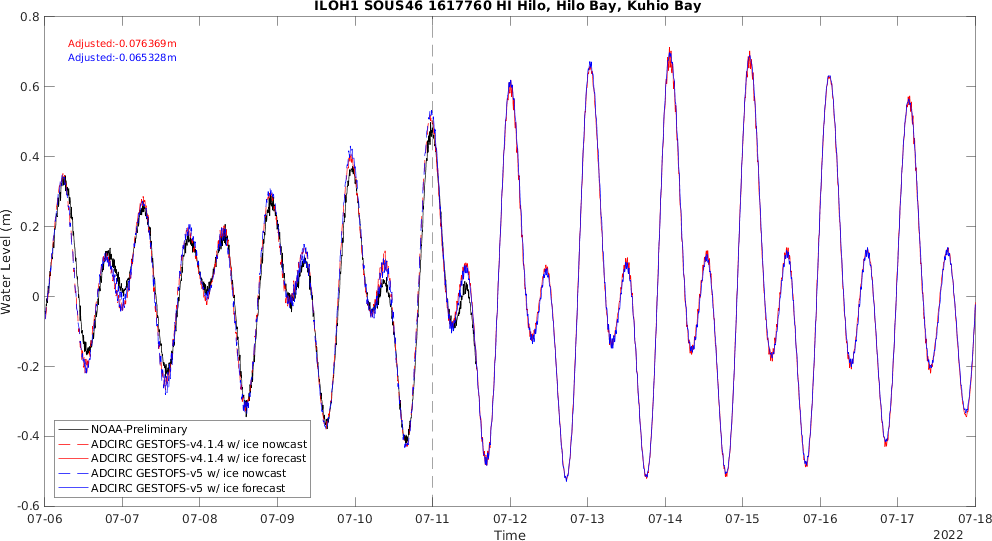 ILOH1 SOUS46 1617760 HI Hilo, Hilo Bay, Kuhio Bay
Adjusted:-0.076369m
Adjusted:-0.065328m
Water Level (m)
0.8
0.6
0.4
0.2
0
-0.2
-0.4
-0.6
NOAA-Preliminary
ADCIRC GESTOFS-v4.1.4 w/ ice nowcast
ADCIRC GESTOFS-v4.1.4 w/ ice forecast
ADCIRC GESTOFS-v5 w/ ice nowcast
ADCIRC GESTOFS-v5 w/ ice forecast
07-06 07-07 07-08 07-09 07-10 07-11 07-12 07-13 07-14 07-15 07-16 07-17 07-18
Time
2022